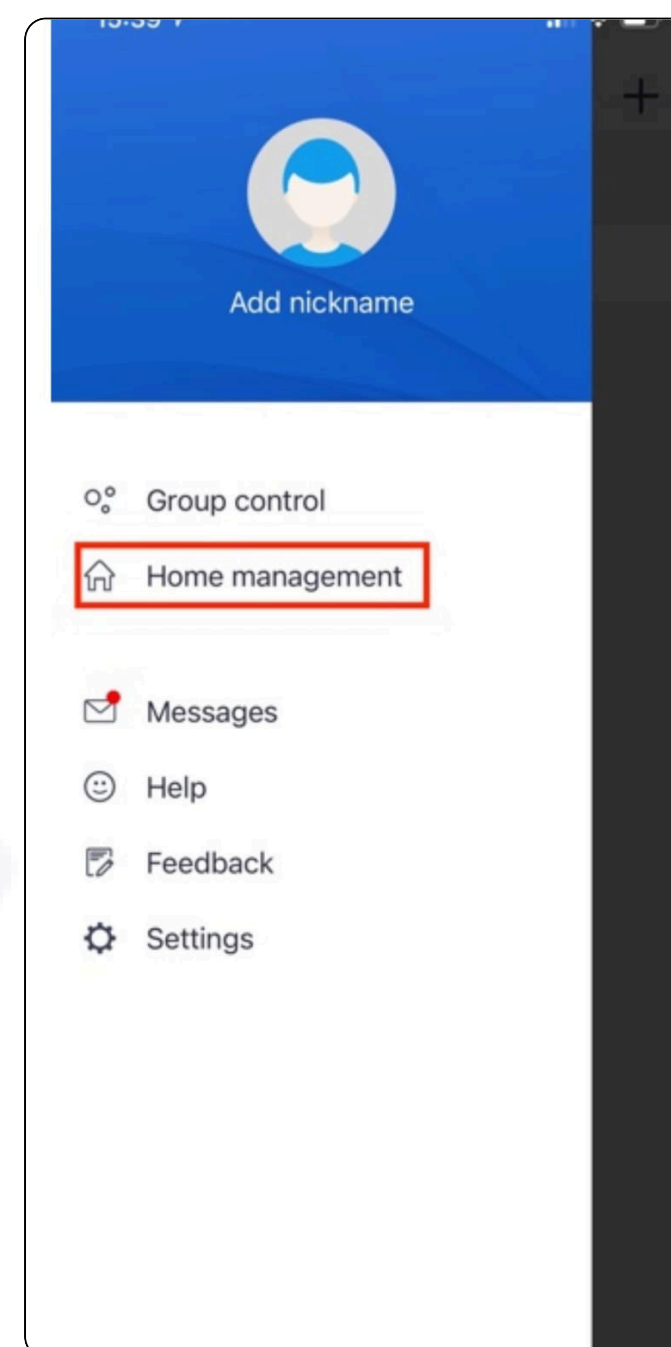 Add nickname
Group control
Home management
Messages
Help
Feedback
Settings